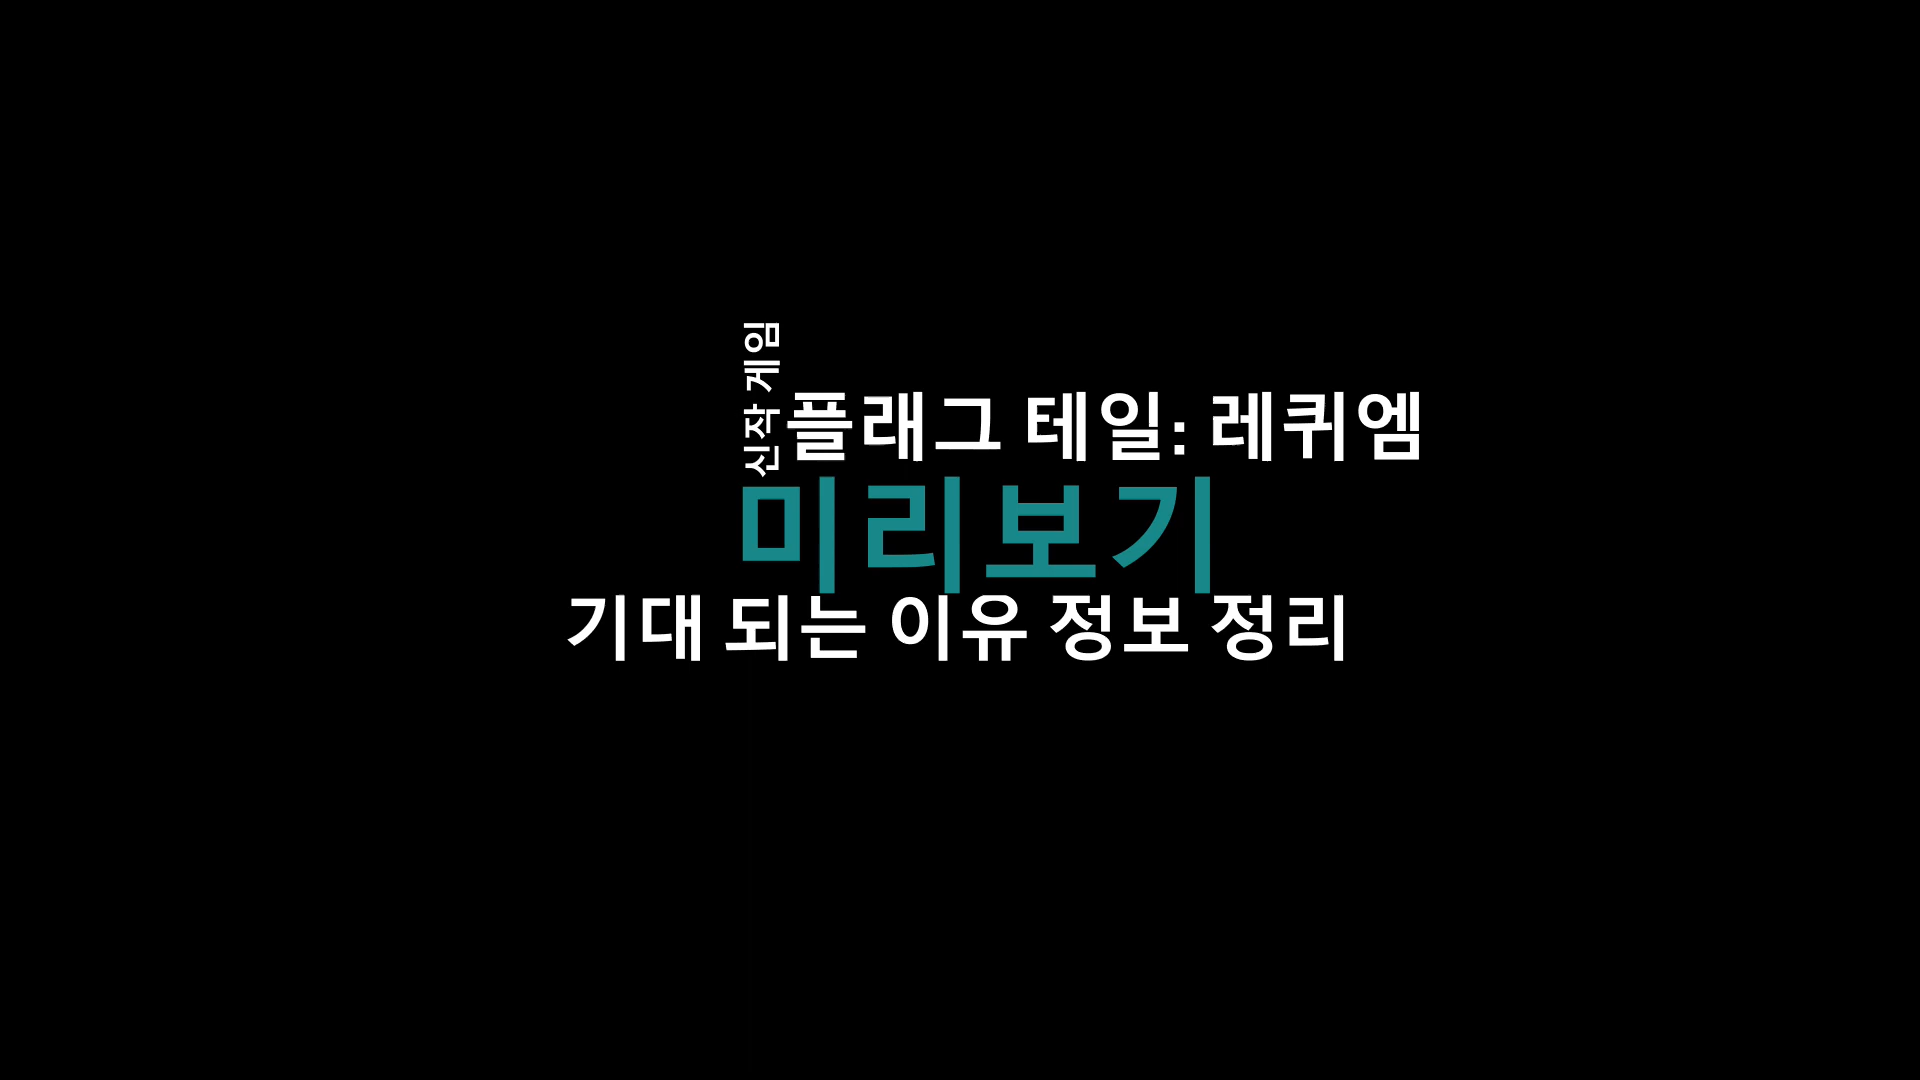 신작 게임
플래그 테일: 레퀴엠
미리보기
기대 되는 이유 정보 정리